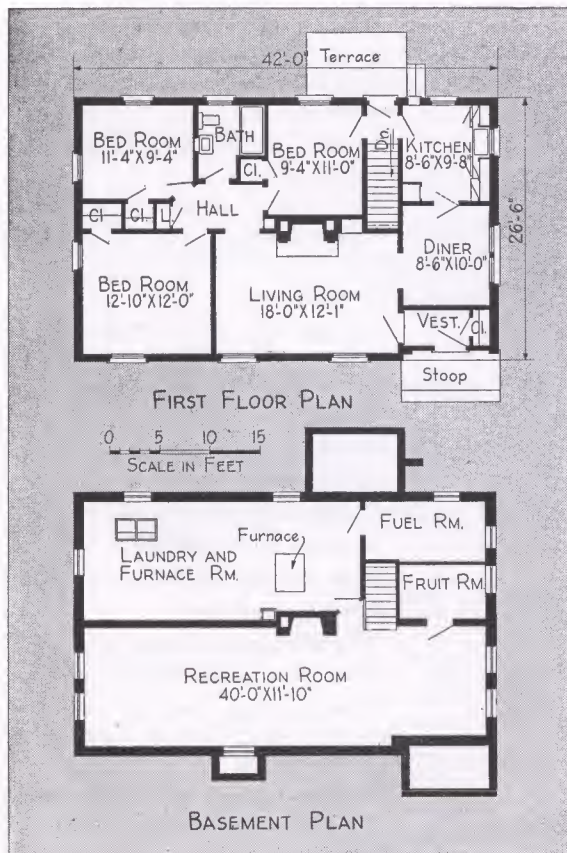 42'-0"
Terrace
BED ROOM
11'-4"X9'-4"
BATH
BED ROOM
9'-4"X11'-0"
Dn.
KITCHEN
8'-6"X9'-8"
Cl.
Cl
Cl.
L.
HALL
26'-6"
DINER
8'-6"X10'-0"
BED ROOM
12'-10"X12'-0"
LIVING ROOM
18'-0"X12'-1"
VEST.
Cl.
Stoop
FIRST FLOOR PLAN
0 5 10 15
SCALE IN FEET
FUEL RM.
Furnace
LAUNDRY AND
FURNACE RM.
FRUIT RM.
RECREATION ROOM
40'-0"X11'-10"
BASEMENT PLAN